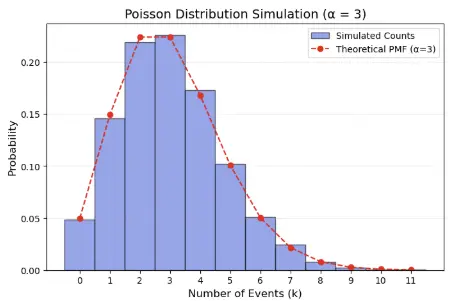 Poisson Distribution Simulation (α = 3)
Simulated Counts
Theoretical PMF (α=3)
Probability
0.20
0.15
0.10
0.05
0.00
0 1 2 3 4 5 6 7 8 9 10 11
Number of Events (k)